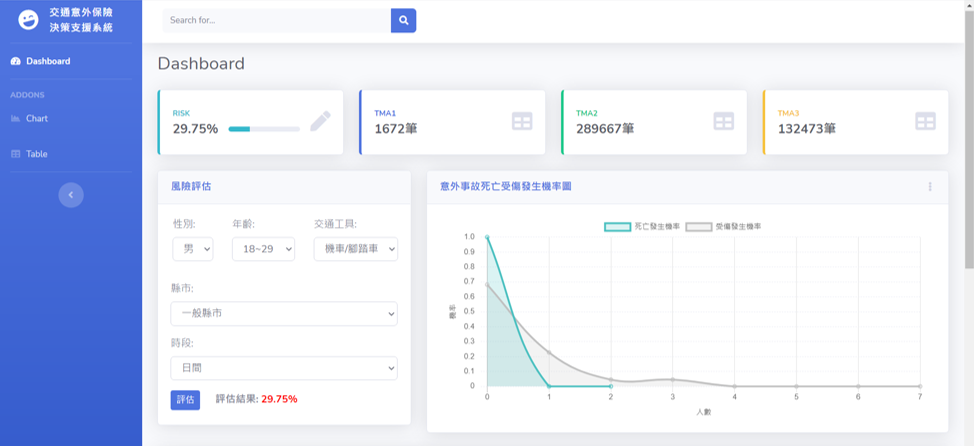 交通意外保險
決策支援系統
Search for...
Dashboard
ADDONS
Chart
Table
Dashboard
RISK
29.75%
TMA1
1672筆
TMA2
289667筆
TMA3
132473筆
風險評估
性別:
年齡:
交通工具:
男
18~29
機車/腳踏車
縣市:
一般縣市
時段:
日間
評估
評估結果: 29.75%
意外事故死亡受傷發生機率圖
死亡發生機率
受傷發生機率
1.0
0.9
0.8
0.7
0.6
0.5
0.4
0.3
0.2
0.1
0
機率
0 1 2 3 4 5 6 7
人數